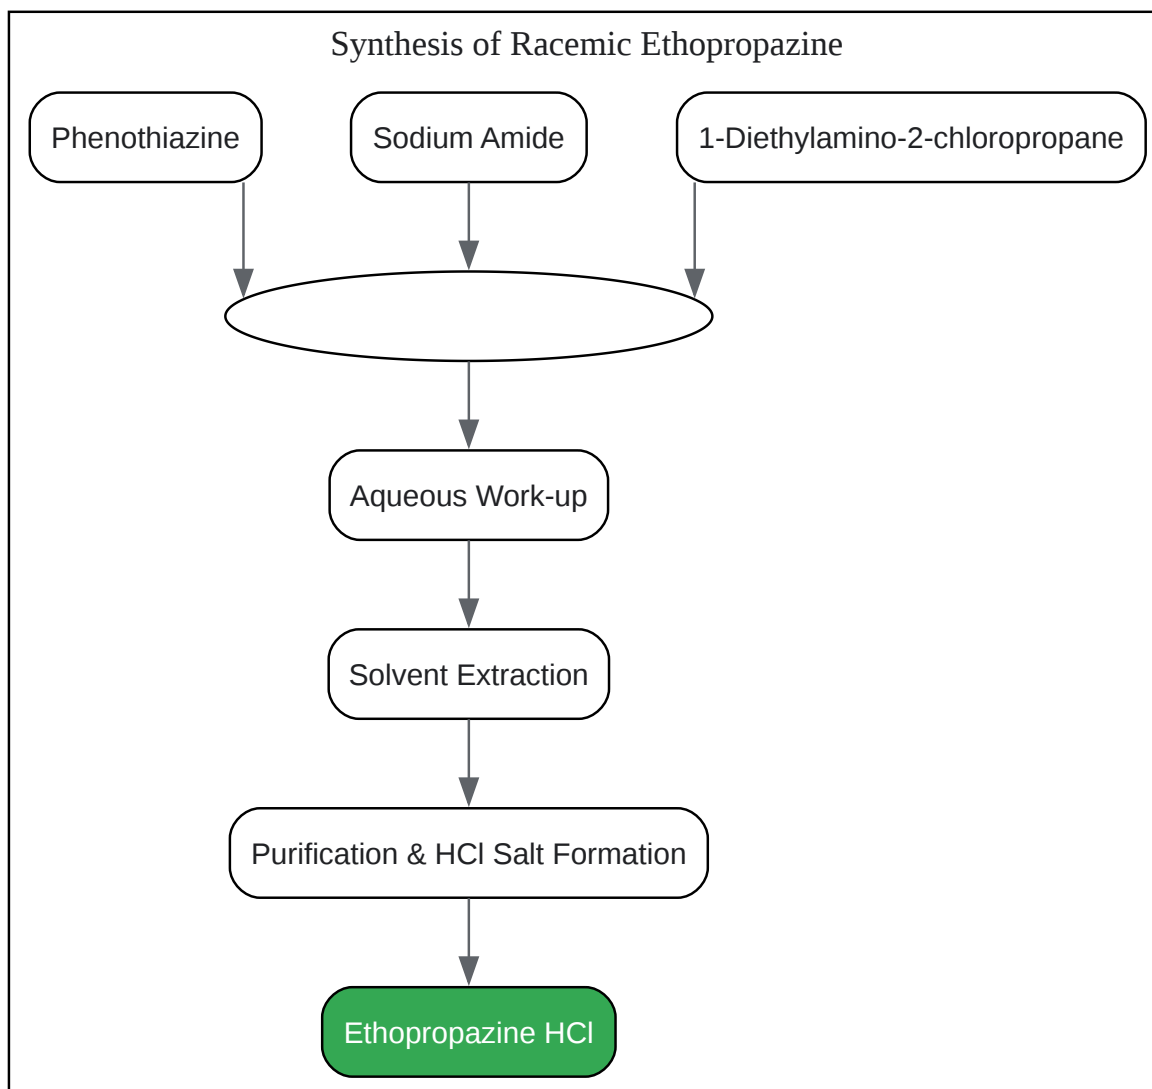 Synthesis of Racemic Ethopropazine
Phenothiazine
Sodium Amide
1-Diethylamino-2-chloropropane
Aqueous Work-up
Solvent Extraction
Purification & HCl Salt Formation
Ethopropazine HCl